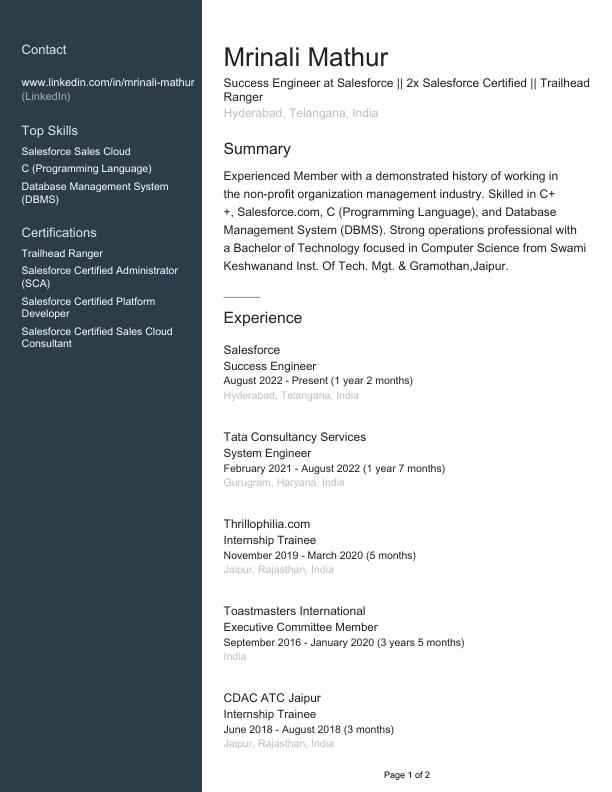 Contact
www.linkedin.com/in/mrinali-mathur
(LinkedIn)
Top Skills
Salesforce Sales Cloud
C (Programming Language)
Database Management System
(DBMS)
Certifications
Trailhead Ranger
Salesforce Certified Administrator
(SCA)
Salesforce Certified Platform
Developer
Salesforce Certified Sales Cloud
Consultant
Mrinali Mathur
Success Engineer at Salesforce || 2x Salesforce Certified || Trailhead
Ranger
Hyderabad, Telangana, India
Summary
Experienced Member with a demonstrated history of working in
the non-profit organization management industry. Skilled in C+
+, Salesforce.com, C (Programming Language), and Database
Management System (DBMS). Strong operations professional with
a Bachelor of Technology focused in Computer Science from Swami
Keshwanand Inst. Of Tech. Mgt. & Gramothan,Jaipur.
Experience
Salesforce
Success Engineer
August 2022 - Present (1 year 2 months)
Hyderabad, Telangana, India
Tata Consultancy Services
System Engineer
February 2021 - August 2022 (1 year 7 months)
Gurugram, Haryana, India
Thrillophilia.com
Internship Trainee
November 2019 - March 2020 (5 months)
Jaipur, Rajasthan, India
Toastmasters International
Executive Committee Member
September 2016 - January 2020 (3 years 5 months)
India
CDAC ATC Jaipur
Internship Trainee
June 2018 - August 2018 (3 months)
Jaipur, Rajasthan, India
Page 1 of 2